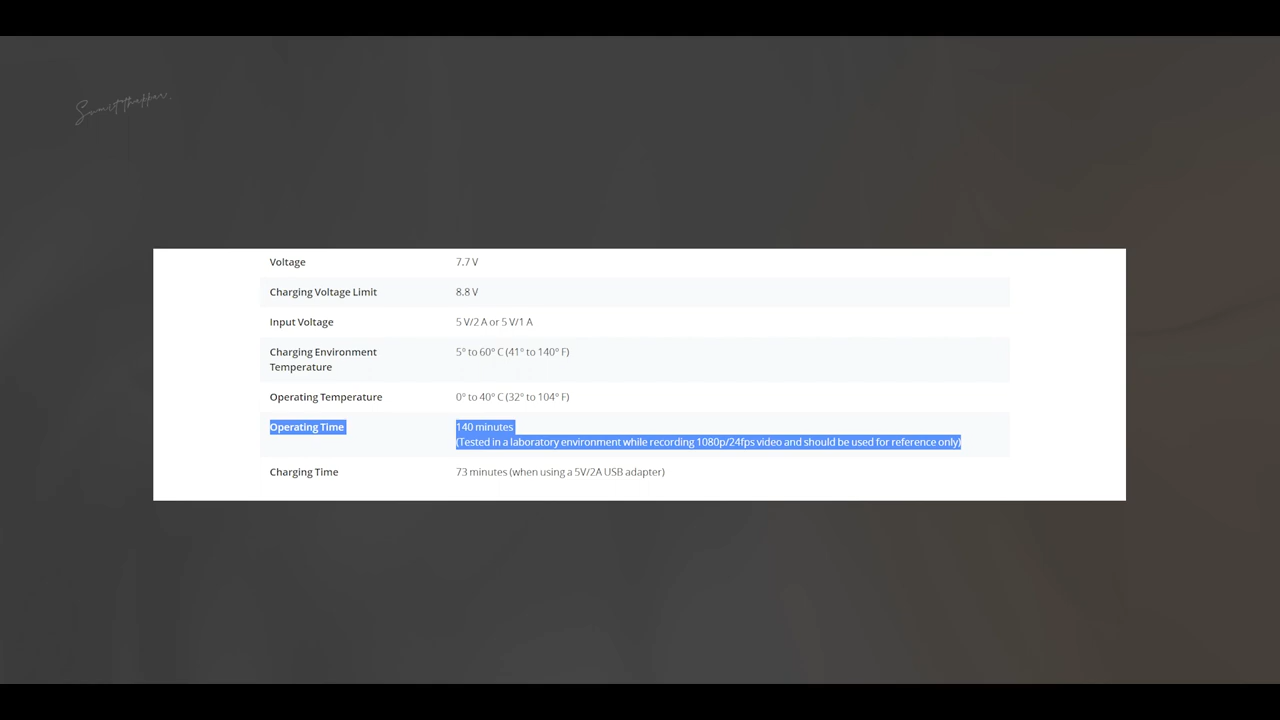 Voltage 7.7 V
Charging Voltage Limit 8.8 V
Input Voltage 5 V/2 A or 5 V/1 A
Charging Environment 5° to 60° C (41° to 140° F)
Temperature
Operating Temperature 0° to 40° C (32° to 104° F)
Operating Time 140 minutes
(Tested in a laboratory environment while recording 1080p/24fps video and should be used for reference only)
Charging Time 73 minutes (when using a 5V/2A USB adapter)